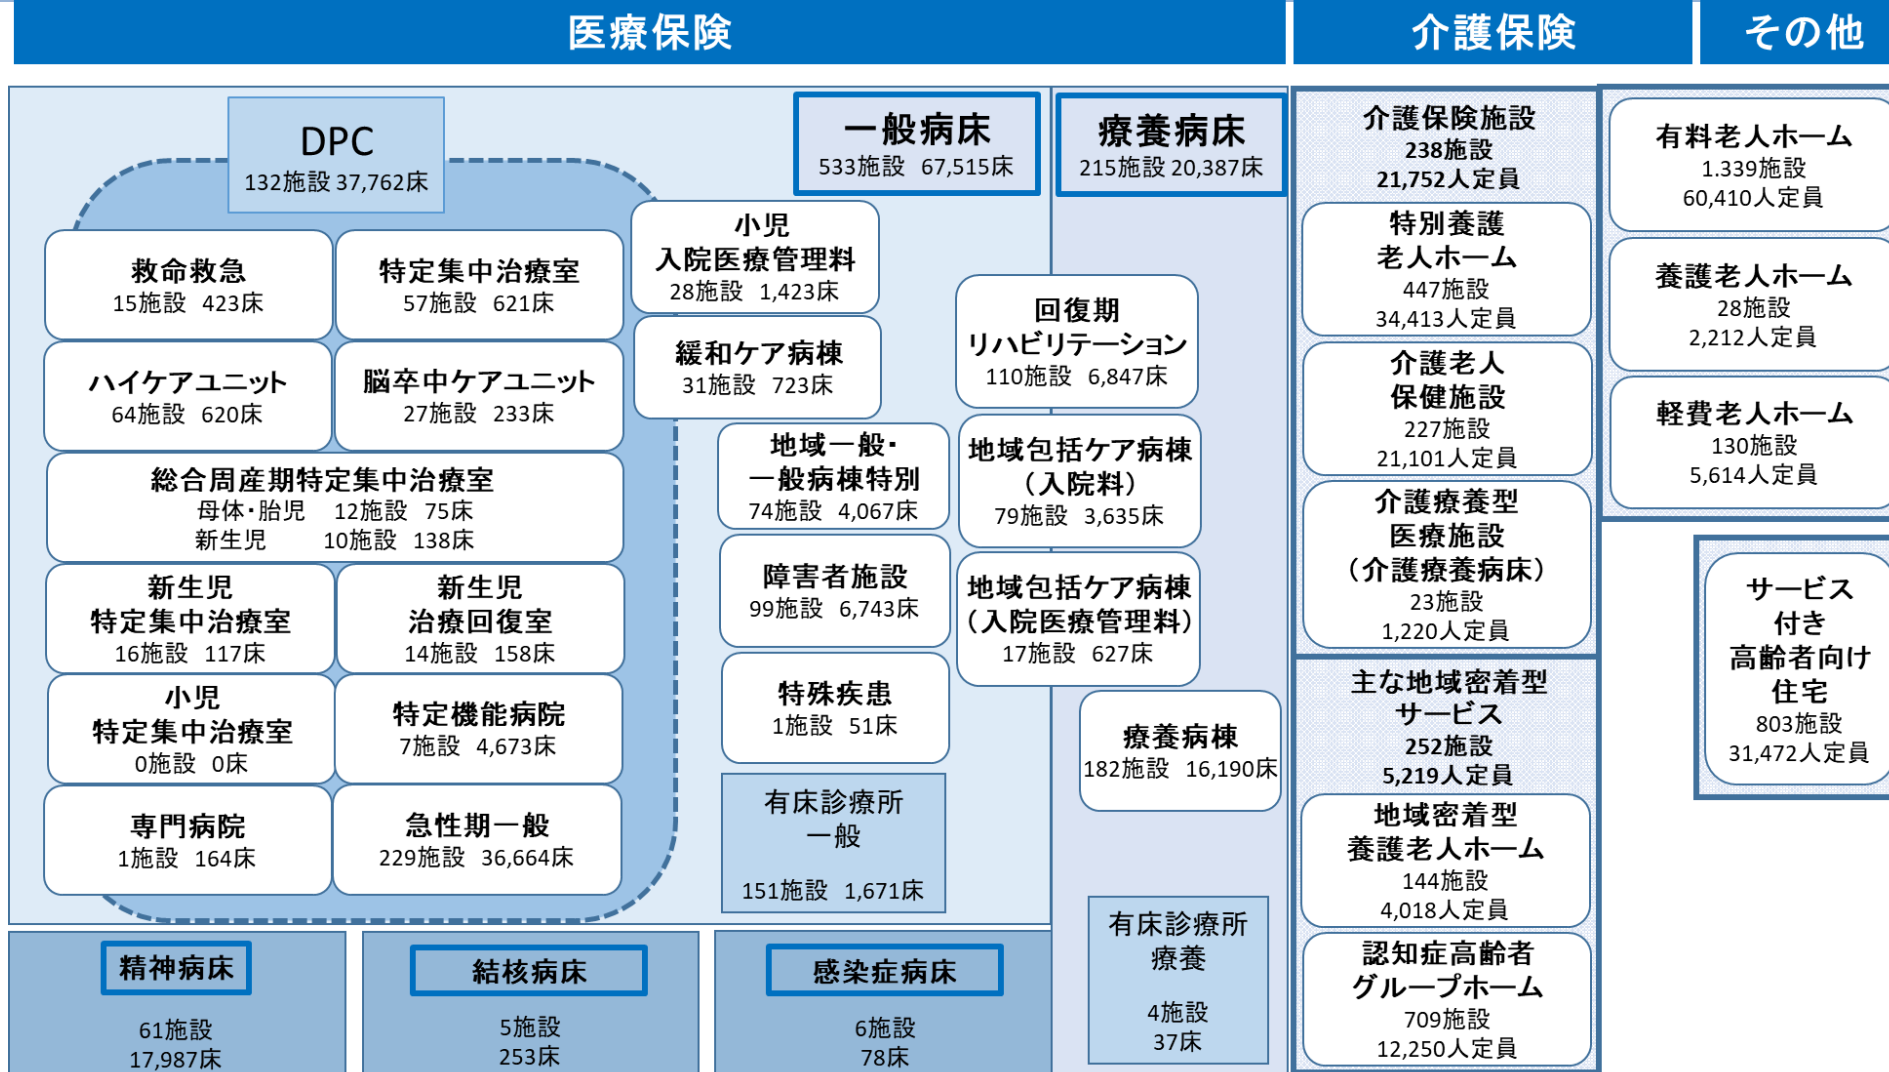 医療保険
介護保険
その他
DPC
132施設 37,762床
一般病床
533施設 67,515床
療養病床
215施設 20,387床
救命救急
15施設 423床
特定集中治療室
57施設 621床
ハイケアユニット
64施設 620床
脳卒中ケアユニット
27施設 233床
総合周産期特定集中治療室
母体・胎児 12施設 75床
新生児 10施設 138床
新生児
特定集中治療室
16施設 117床
新生児
治療回復室
14施設 158床
小児
特定集中治療室
0施設 0床
特定機能病院
7施設 4,673床
専門病院
1施設 164床
急性期一般
229施設 36,664床
小児
入院医療管理料
28施設 1,423床
緩和ケア病棟
31施設 723床
地域一般・
一般病棟特別
74施設 4,067床
障害者施設
99施設 6,743床
特殊疾患
1施設 51床
有床診療所
一般
151施設 1,671床
回復期
リハビリテーション
110施設 6,847床
地域包括ケア病棟
（入院料）
79施設 3,635床
地域包括ケア病棟
（入院医療管理料）
17施設 627床
療養病棟
182施設 16,190床
有床診療所
療養
4施設
37床
精神病床
61施設
17,987床
結核病床
5施設
253床
感染症病床
6施設
78床
介護保険施設
238施設
21,752人定員
特別養護
老人ホーム
447施設
34,413人定員
介護老人
保健施設
227施設
21,101人定員
介護療養型
医療施設
（介護療養病床）
23施設
1,220人定員
主な地域密着型
サービス
252施設
5,219人定員
地域密着型
養護老人ホーム
144施設
4,018人定員
認知症高齢者
グループホーム
709施設
12,250人定員
有料老人ホーム
1.339施設
60,410人定員
養護老人ホーム
28施設
2,212人定員
軽費老人ホーム
130施設
5,614人定員
サービス
付き
高齢者向け
住宅
803施設
31,472人定員